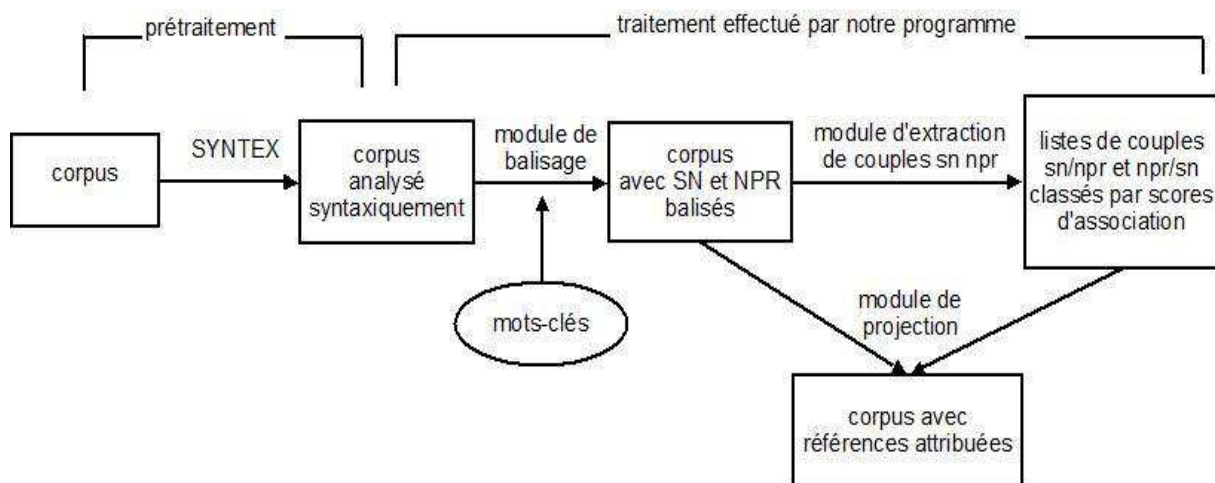 prétraitement
traitement effectué par notre programme
corpus
SYNTEX
corpus
analysé
syntaxiquement
module de
balisage
mots-clés
corpus
avec SN et NPR
balisés
module d'extraction
de couples sn npr
listes de couples
sn/npr et npr/sn
classés par scores
d'association
module de
projection
corpus avec
références attribuées